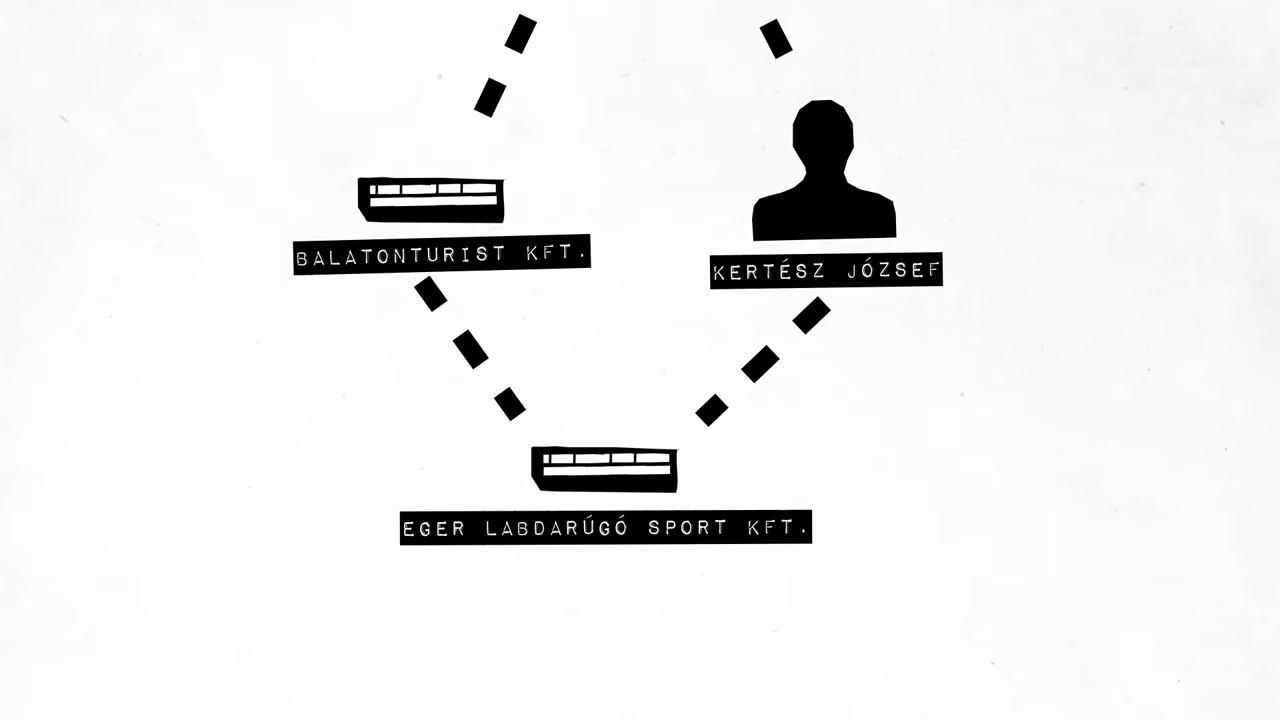 BALATONTURIST KFT.
KERTÉSZ JÓZSEF
EGER LABDARÚGÓ SPORT KFT.